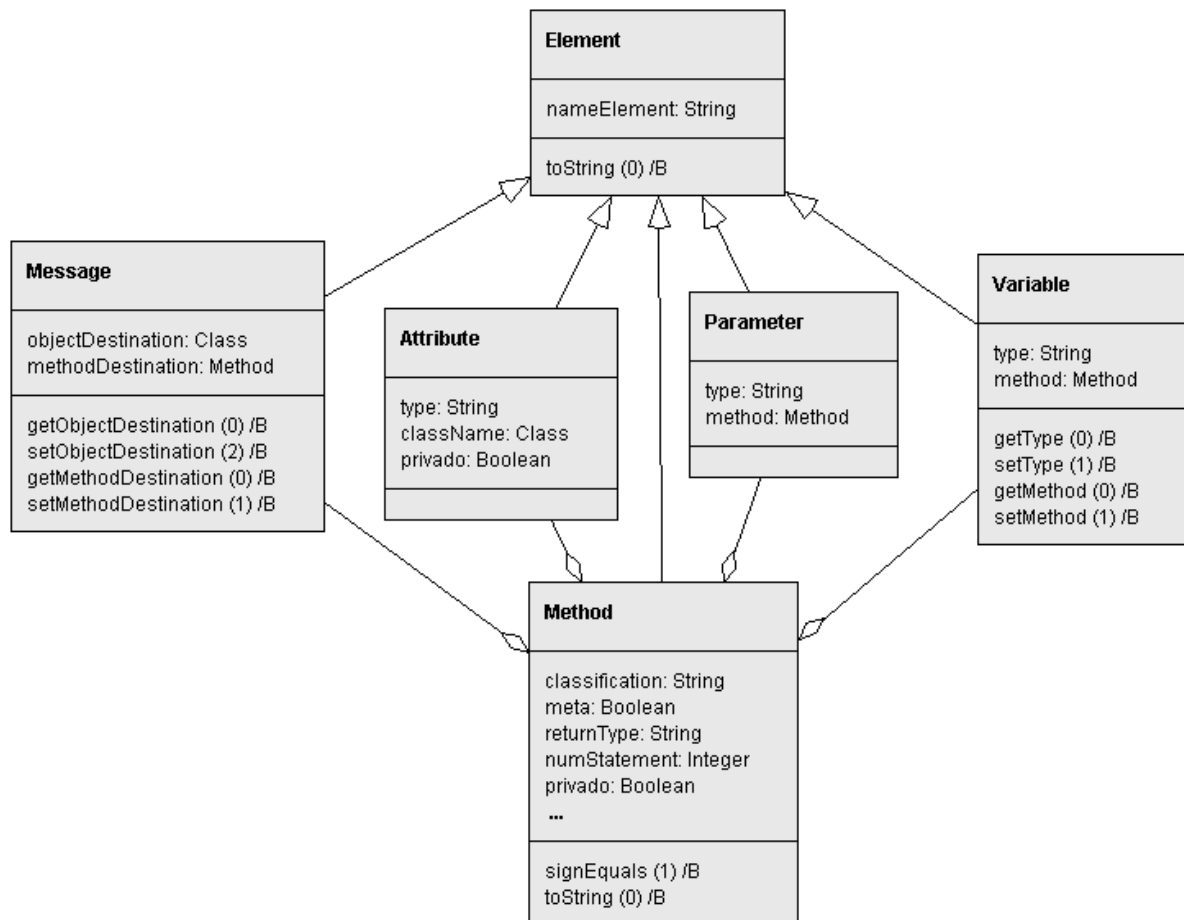 Element
nameElement: String
toString (0) /B
Message
objectDestination: Class
methodDestination: Method
getObjectDestination (0) /B
setObjectDestination (2) /B
getMethodDestination (0) /B
setMethodDestination (1) /B
Attribute
type: String
className: Class
privado: Boolean
Parameter
type: String
method: Method
Variable
type: String
method: Method
getType (0) /B
setType (1) /B
getMethod (0) /B
setMethod (1) /B
Method
classification: String
meta: Boolean
returnType: String
numStatement: Integer
privado: Boolean
...
signEquals (1) /B
toString (0) /B